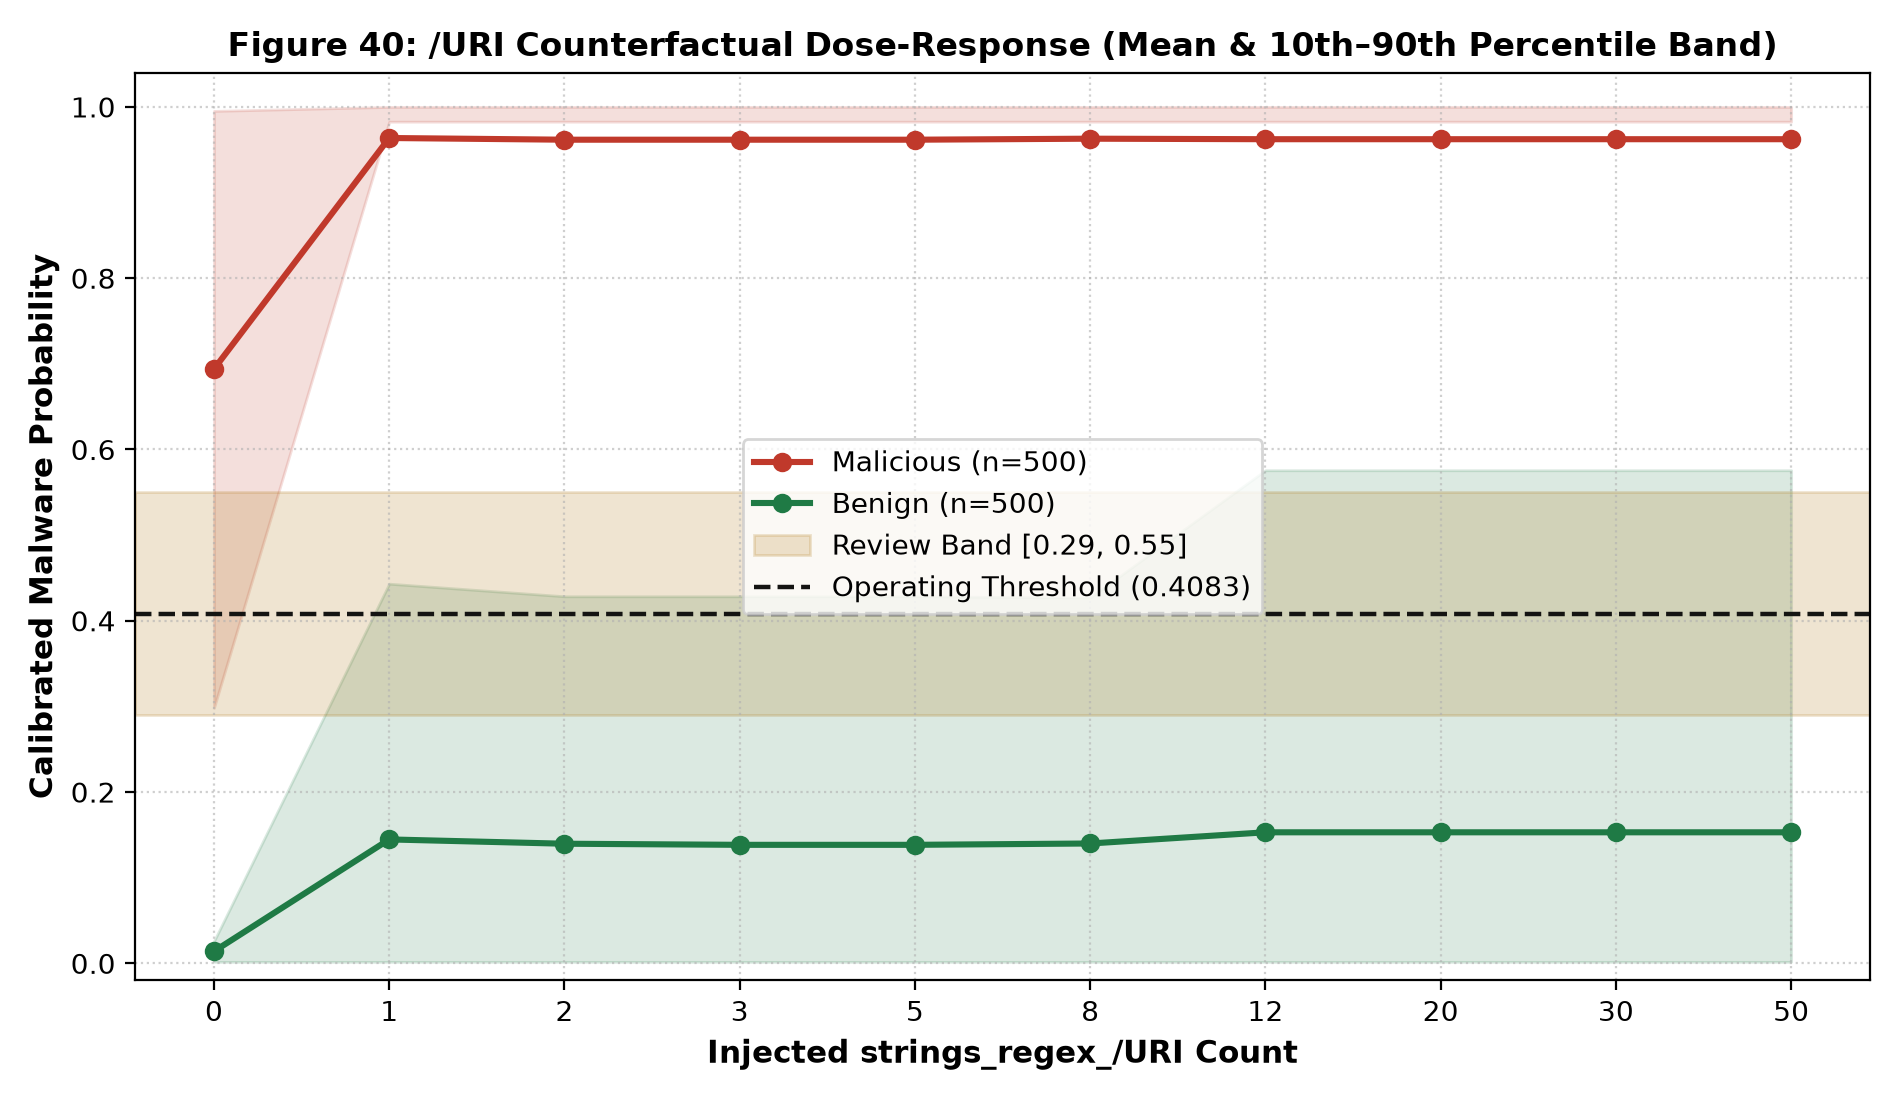 Figure 40: /URI Counterfactual Dose-Response (Mean & 10th–90th Percentile Band)
Calibrated Malware Probability
1.0
0.8
0.6
0.4
0.2
0.0
Malicious (n=500)
Benign (n=500)
Review Band [0.29, 0.55]
Operating Threshold (0.4083)
0 1 2 3 5 8 12 20 30 50
Injected strings_regex_/URI Count